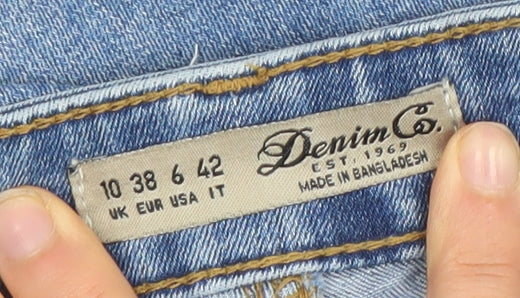 10 38 6 42
UK EUR USA IT
Denim Co.
EST. 1969
MADE IN BANGLADESH